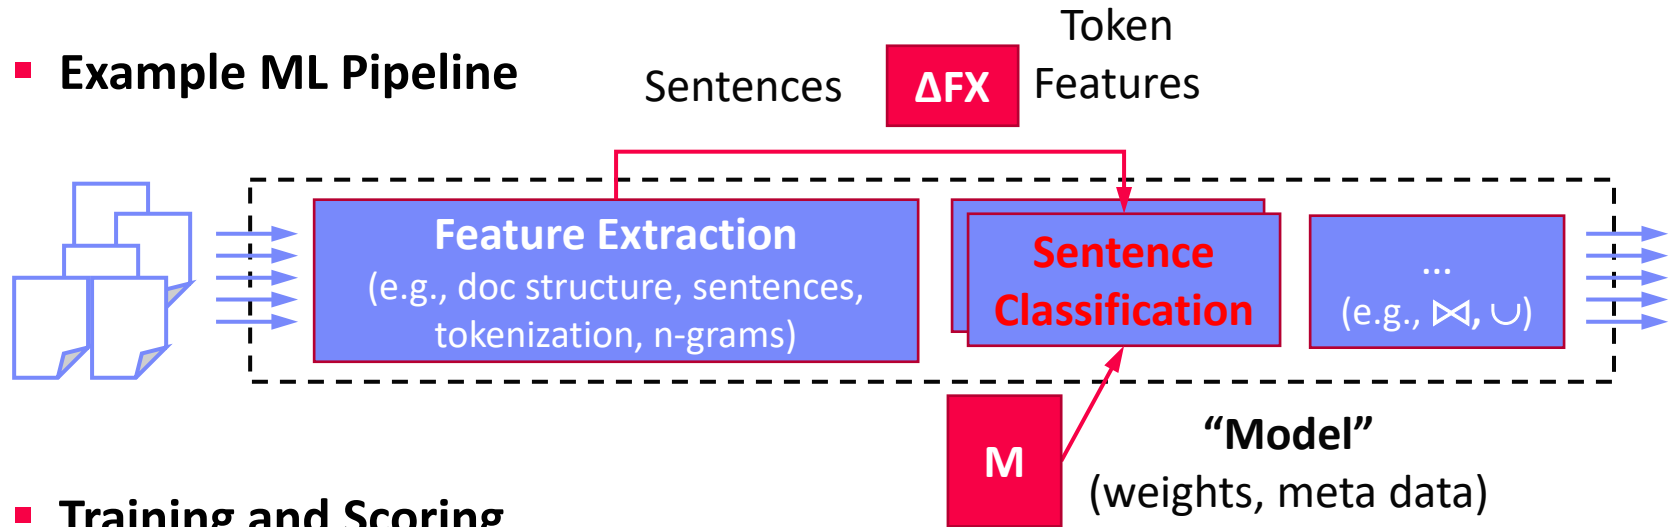 Example ML Pipeline
Sentences
ΔFX
Token
Features
Feature Extraction
(e.g., doc structure, sentences,
tokenization, n-grams)
Sentence
Classification
...
(e.g., ⋈, ∪)
M
“Model”
(weights, meta data)
Training and Scoring